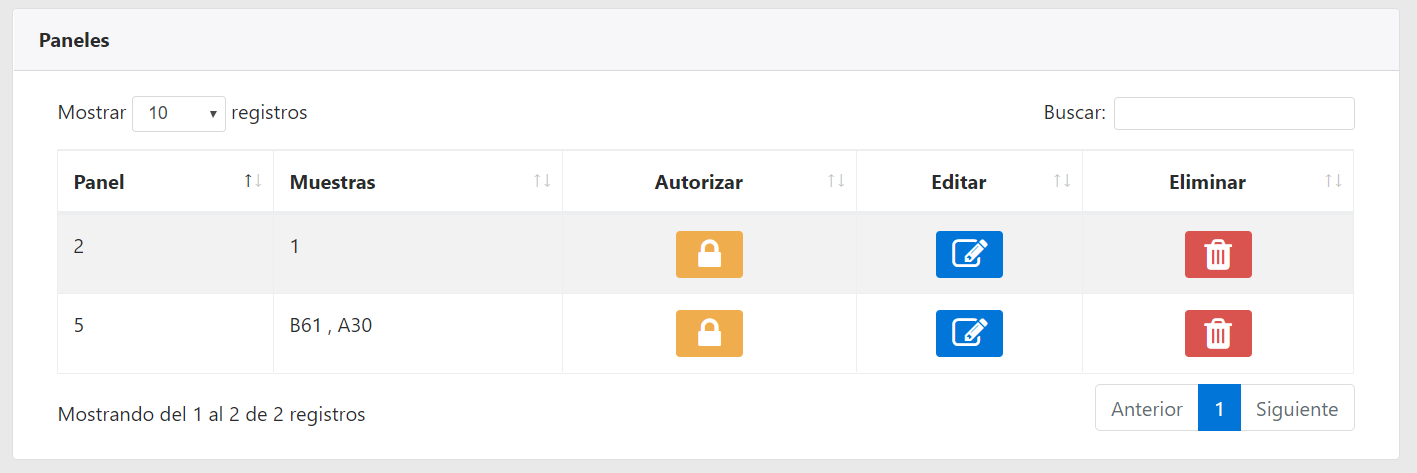 Paneles
Mostrar 10 registros Buscar:
Panel Muestras Autorizar Editar Eliminar
2 1
5 B61 , A30
Mostrando del 1 al 2 de 2 registros Anterior 1 Siguiente